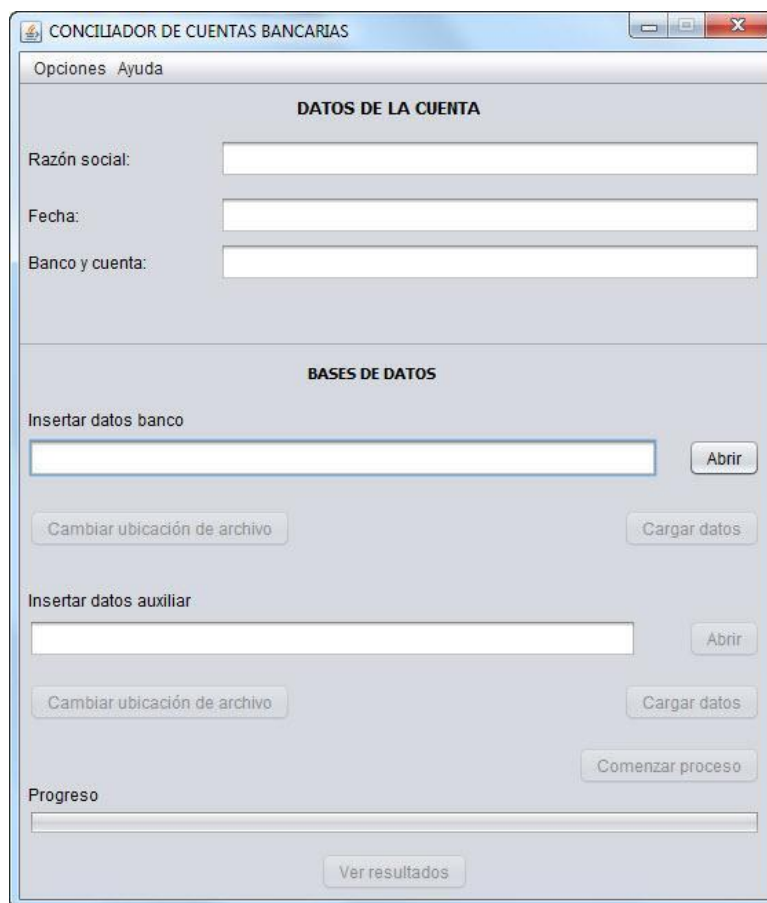 CONCILIADOR DE CUENTAS BANCARIAS
Opciones Ayuda
DATOS DE LA CUENTA
Razón social:
Fecha:
Banco y cuenta:
BASES DE DATOS
Insertar datos banco
Abrir
Cambiar ubicación de archivo Cargar datos
Insertar datos auxiliar
Abrir
Cambiar ubicación de archivo Cargar datos
Comenzar proceso
Progreso
Ver resultados